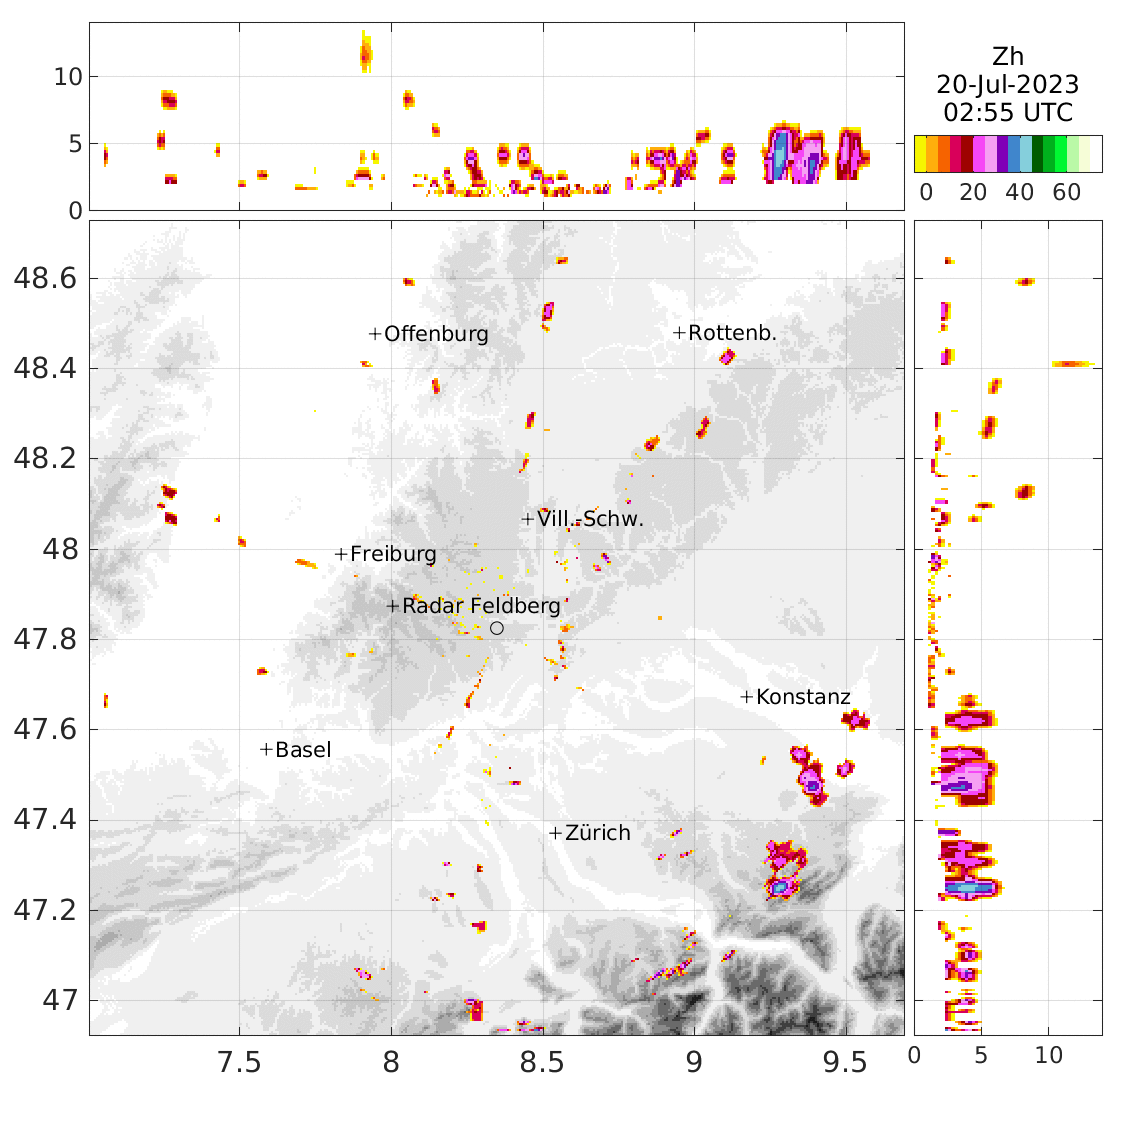 10
5
0
Zh
20-Jul-2023
02:55 UTC
0 20 40 60
48.6
48.4
48.2
48
47.8
47.6
47.4
47.2
47
+Offenburg
+Rottenb.
+Vill.-Schw.
+Freiburg
+Radar Feldberg
+Konstanz
+Basel
+Zürich
7.5 8 8.5 9 9.5
0 5 10